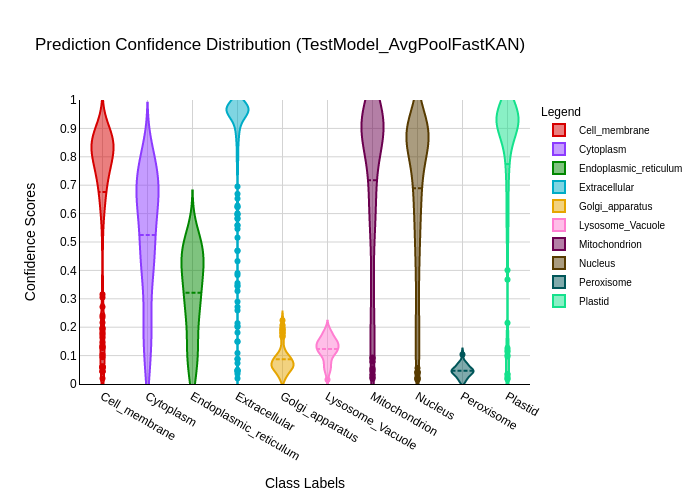 Prediction Confidence Distribution (TestModel_AvgPoolFastKAN)
Legend
Cell_membrane
Cytoplasm
Endoplasmic_reticulum
Extracellular
Golgi_apparatus
Lysosome_Vacuole
Mitochondrion
Nucleus
Peroxisome
Plastid
Confidence Scores
1
0.9
0.8
0.7
0.6
0.5
0.4
0.3
0.2
0.1
0
Cell_membrane
Cytoplasm
Endoplasmic_reticulum
Extracellular
Golgi_apparatus
Lysosome_Vacuole
Mitochondrion
Nucleus
Peroxisome
Plastid
Class Labels